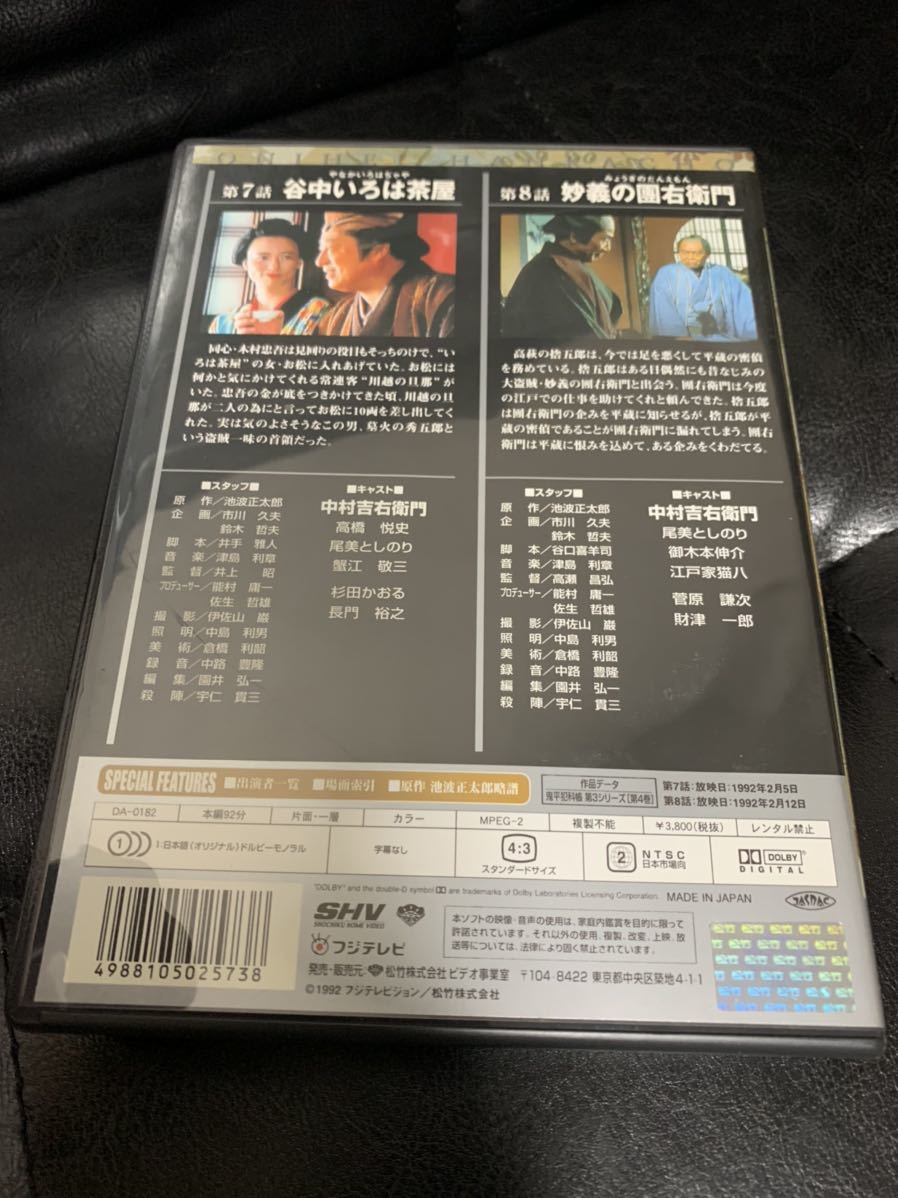 ONIHEI HANKACHO
やなかいろはぢゃや
第7話 谷中いろは茶屋
同心・木村忠吾は見回りの役目もそっちのけで、“い
ろは茶屋”の女・お松に入れあげていた。お松には
何かと気にかけてくれる常連客“川越の旦那”がい
た。忠吾の金が底をつきかけてきた頃、川越の旦
那が二人の為にと言ってお松に10両を差し出してく
れた。実は気のよさそうなこの男、墓火の秀五郎と
いう盗賊一味の首領だった。
■スタッフ■
原　作／池波正太郎
企　画／市川　久夫
鈴木　哲夫
脚　本／井手　雅人
音　楽／津島　利章
監　督／井上　昭
プロデューサー／能村　庸一
佐生　哲雄
撮　影／伊佐山　巌
照　明／中島　利男
美　術／倉橋　利韶
録　音／中路　豊隆
編　集／園井　弘一
殺　陣／宇仁　貫三
■キャスト■
中村吉右衛門
高橋　悦史
尾美としのり
蟹江　敬三
杉田かおる
長門　裕之
みょうぎのだんえもん
第8話 妙義の團右衛門
高萩の捨五郎は、今では足を悪くして平蔵の密偵
を務めている。捨五郎はある日偶然にも昔なじみの
大盗賊・妙義の團右衛門と出会う。團右衛門は今度
の江戸での仕事を助けてくれと頼んできた。捨五郎
は團右衛門の企みを平蔵に知らせるが、捨五郎が平
蔵の密偵であることが團右衛門に漏れてしまう。團右
衛門は平蔵に恨みを込めて、ある企みをくわだてる。
■スタッフ■
原　作／池波正太郎
企　画／市川　久夫
鈴木　哲夫
脚　本／谷口喜羊司
音　楽／津島　利章
監　督／高瀬　昌弘
プロデューサー／能村　庸一
佐生　哲雄
撮　影／伊佐山　巌
照　明／中島　利男
美　術／倉橋　利韶
録　音／中路　豊隆
編　集／園井　弘一
殺　陣／宇仁　貫三
■キャスト■
中村吉右衛門
尾美としのり
御木本伸介
江戸家猫八
菅原　謙次
財津　一郎
SPECIAL FEATURES ■出演者一覧 ■場面索引 ■原作 池波正太郎略譜
作品データ
鬼平犯科帳 第3シリーズ[第4巻]
第7話:放映日:1992年2月5日
第8話:放映日:1992年2月12日
DA-0182 本編92分 片面・一層 カラー MPEG-2 複製不能 ¥3,800(税抜) レンタル禁止
1 1:日本語(オリジナル)ドルビーモノラル 字幕なし 4:3 スタンダードサイズ 2 NTSC 日本市場向 DOLBY DIGITAL
"DOLBY" and the double-D symbol are trademarks of Dolby Laboratories Licensing Corporation. MADE IN JAPAN
JASRAC
SHV
SHOCHIKU HOME VIDEO
フジテレビ
本ソフトの映像・音声の使用は、家庭内鑑賞を目的に限って
許諾されています。それ以外の使用、複製、改変、上映、放
送等については、法律により固く禁止されています。
4988105025738
発売・販売元 松竹株式会社 ビデオ事業室 〒104-8422 東京都中央区築地4-1-1
©1992 フジテレビジョン／松竹株式会社